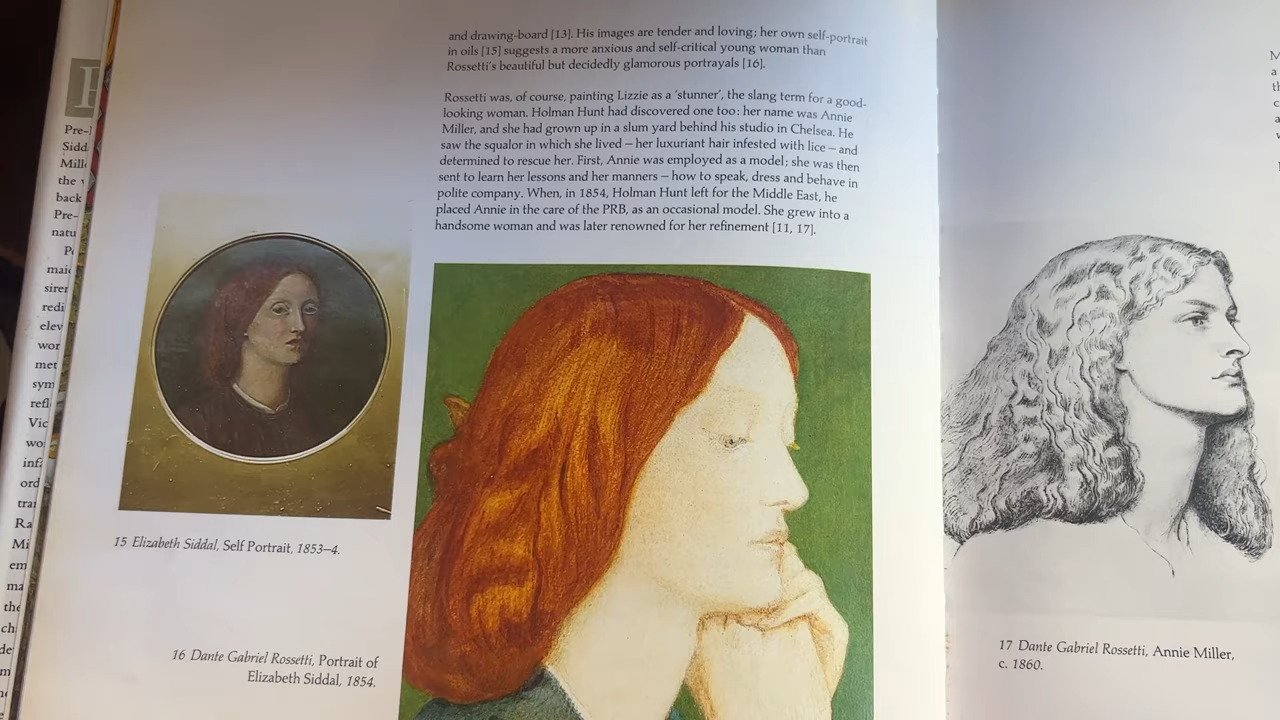 and drawing-board [13]. His images are tender and loving; her own self-portrait
in oils [15] suggests a more anxious and self-critical young woman than
Rossetti's beautiful but decidedly glamorous portrayals [16].
Rossetti was, of course, painting Lizzie as a 'stunner', the slang term for a good-
looking woman. Holman Hunt had discovered one too: her name was Annie
Miller, and she had grown up in a slum yard behind his studio in Chelsea. He
saw the squalor in which she lived – her luxuriant hair infested with lice – and
determined to rescue her. First, Annie was employed as a model; she was then
sent to learn her lessons and her manners – how to speak, dress and behave in
polite company. When, in 1854, Holman Hunt left for the Middle East, he
placed Annie in the care of the PRB, as an occasional model. She grew into a
handsome woman and was later renowned for her refinement [11, 17].
15 Elizabeth Siddal, Self Portrait, 1853–4.
16 Dante Gabriel Rossetti, Portrait of
Elizabeth Siddal, 1854.
17 Dante Gabriel Rossetti, Annie Miller,
c. 1860.